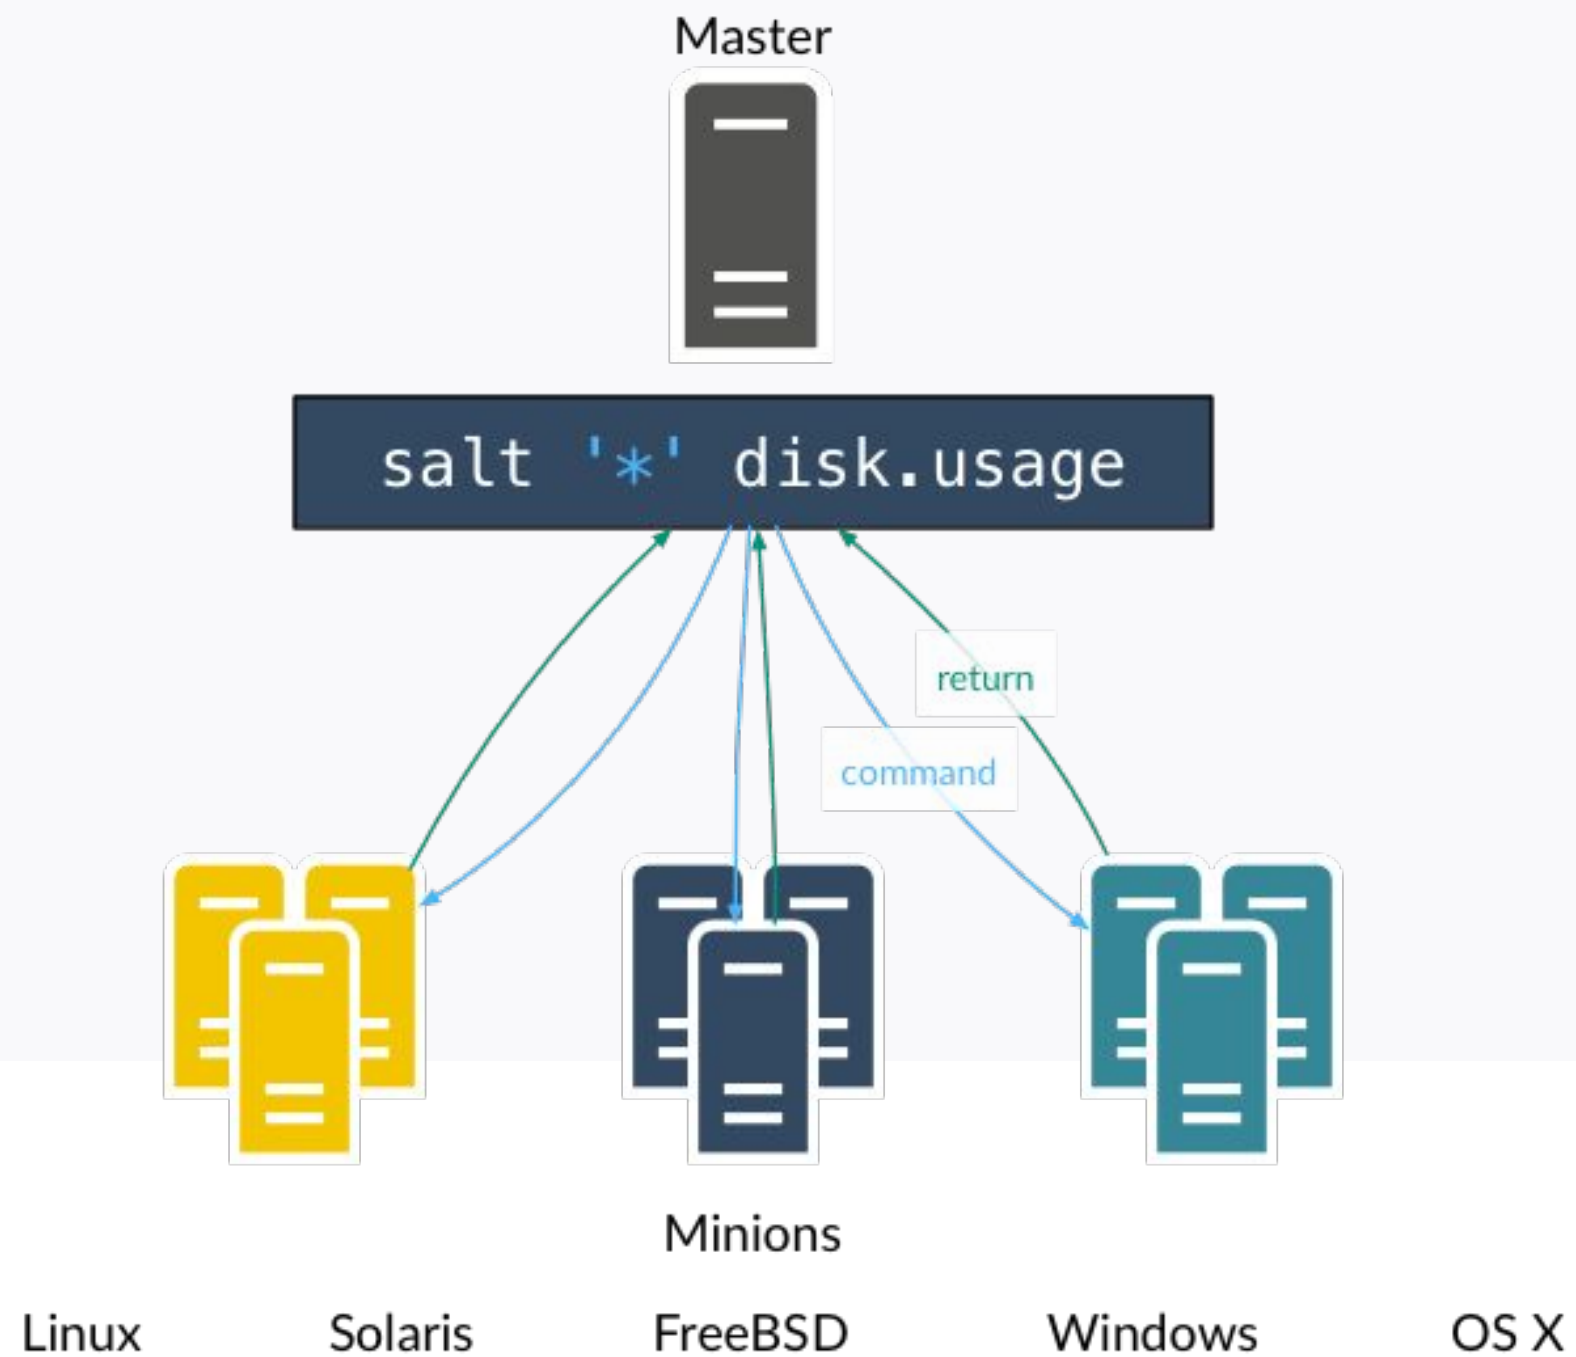 Master
salt '*' disk.usage
return
command
Minions
Linux Solaris FreeBSD Windows OS X